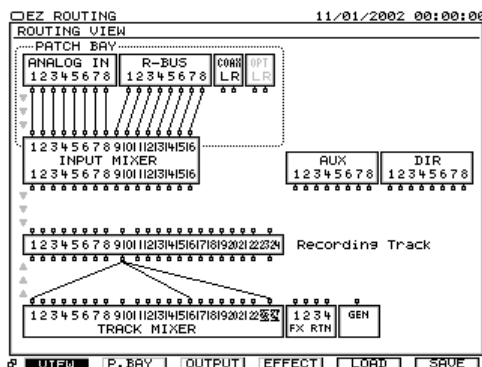 EZ ROUTING 11/01/2002 00:00:00
ROUTING VIEW
PATCH BAY
ANALOG IN R-BUS COAX OPT
12345678 12345678 LR LR
12345678910111213141516
INPUT MIXER AUX DIR
12345678910111213141516 12345678 12345678
123456789101112131415161718192021222324 Recording Track
12345678910111213141516171819202122 1234 GEN
TRACK MIXER FX RTN
VIEW P.BAY OUTPUT EFFECT LOAD SAVE